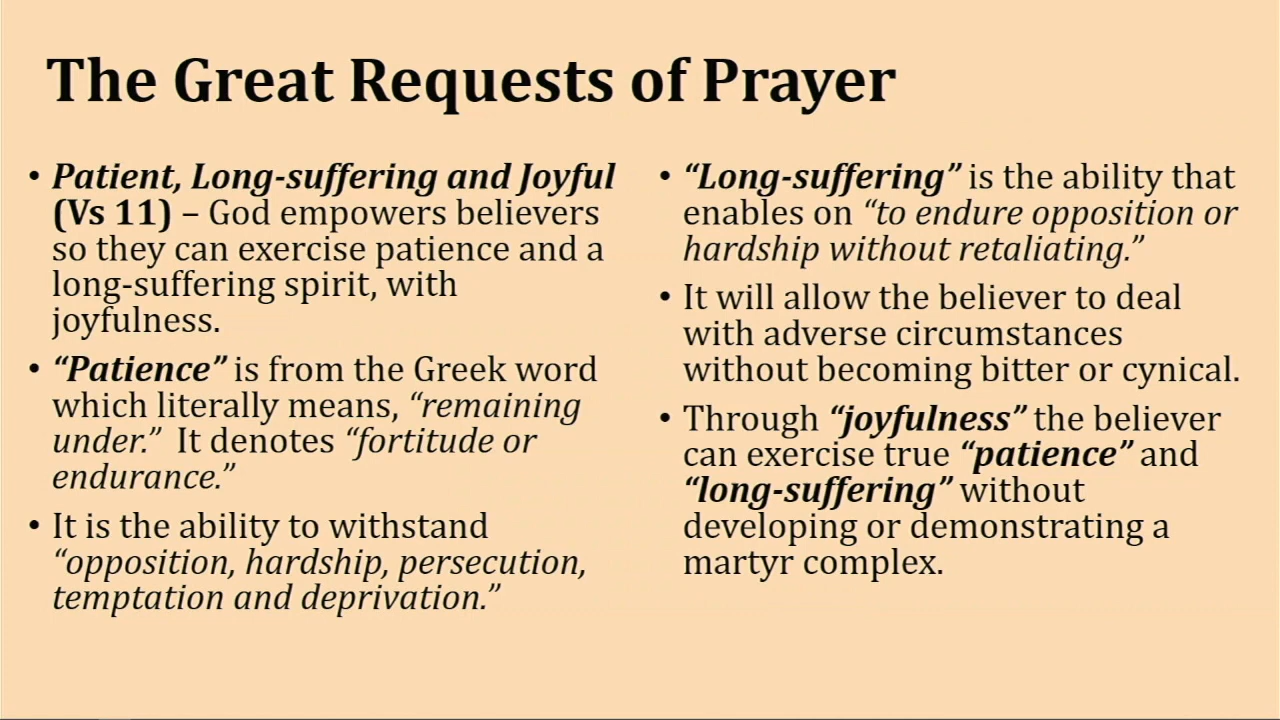 The Great Requests of Prayer
• Patient, Long-suffering and Joyful
(Vs 11) – God empowers believers
so they can exercise patience and a
long-suffering spirit, with
joyfulness.
• “Patience” is from the Greek word
which literally means, “remaining
under.” It denotes “fortitude or
endurance.”
• It is the ability to withstand
“opposition, hardship, persecution,
temptation and deprivation.”
• “Long-suffering” is the ability that
enables on “to endure opposition or
hardship without retaliating.”
• It will allow the believer to deal
with adverse circumstances
without becoming bitter or cynical.
• Through “joyfulness” the believer
can exercise true “patience” and
“long-suffering” without
developing or demonstrating a
martyr complex.